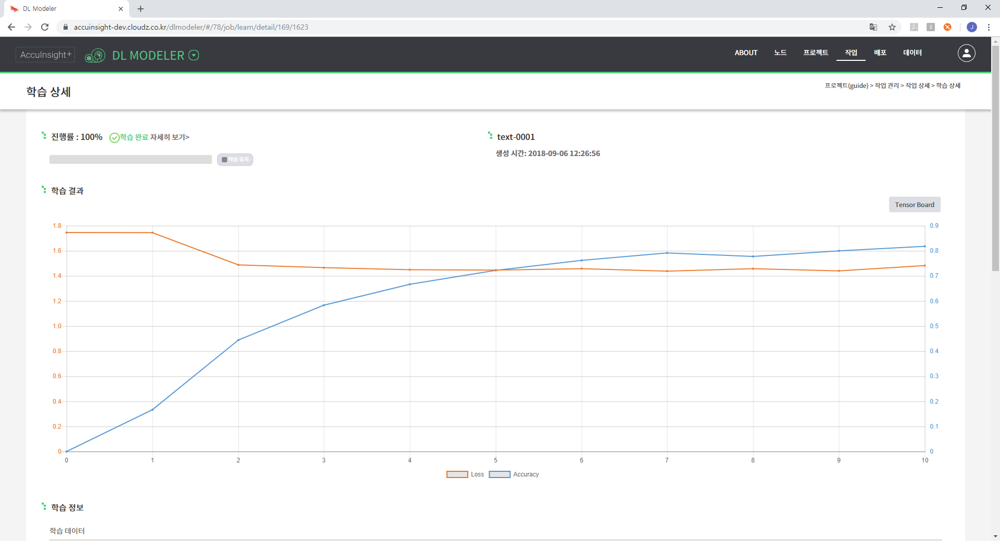 DL Modeler
accuinsight-dev.cloudz.co.kr/dlmodeler/#/78/job/learn/detail/169/1623
J
AccuInsight+
DL MODELER
ABOUT 노드 프로젝트 작업 배포 데이터
학습 상세
프로젝트(guide) > 작업 관리 > 작업 상세 > 학습 상세
진행률 : 100% 학습 완료 자세히 보기>
학습 중지
text-0001
생성 시간: 2018-09-06 12:26:56
학습 결과
Tensor Board
1.8 0.9
1.6 0.8
1.4 0.7
1.2 0.6
1.0 0.5
0.8 0.4
0.6 0.3
0.4 0.2
0.2 0.1
0 0
0 1 2 3 4 5 6 7 8 9 10
Loss Accuracy
학습 정보
학습 데이터